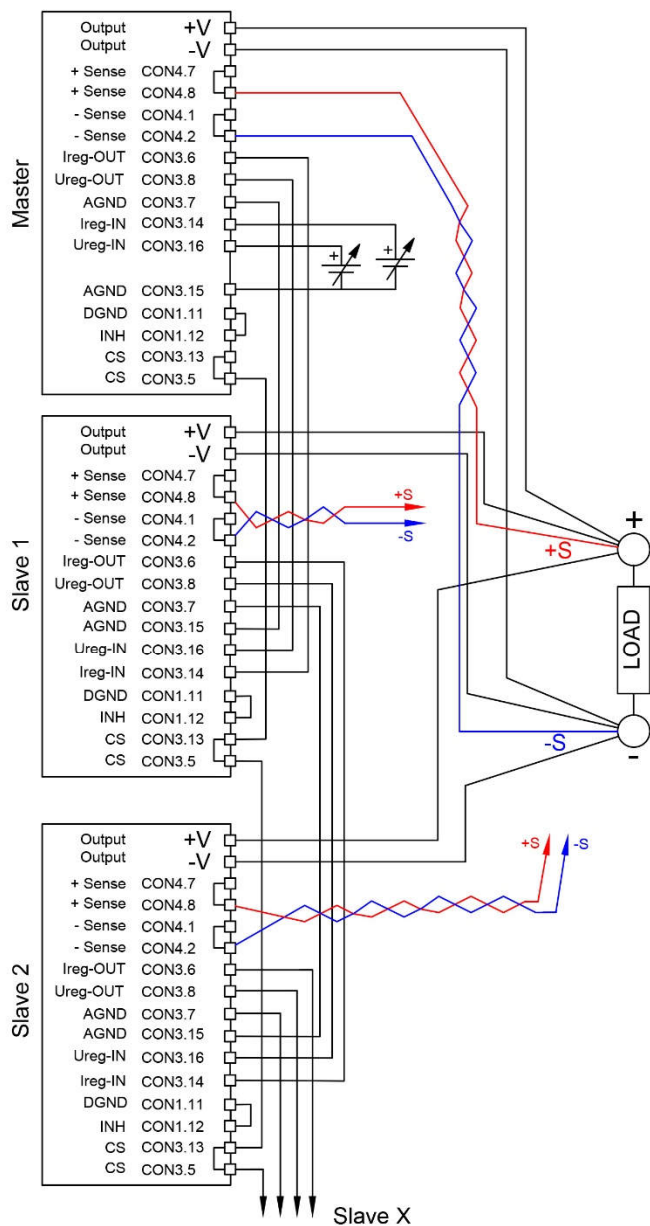 Master
Output +V
Output -V
+ Sense CON4.7
+ Sense CON4.8
- Sense CON4.1
- Sense CON4.2
Ireg-OUT CON3.6
Ureg-OUT CON3.8
AGND CON3.7
Ireg-IN CON3.14
Ureg-IN CON3.16
AGND CON3.15
DGND CON1.11
INH CON1.12
CS CON3.13
CS CON3.5
+
+
Slave 1
Output +V
Output -V
+ Sense CON4.7
+ Sense CON4.8
- Sense CON4.1
- Sense CON4.2
Ireg-OUT CON3.6
Ureg-OUT CON3.8
AGND CON3.7
AGND CON3.15
Ureg-IN CON3.16
Ireg-IN CON3.14
DGND CON1.11
INH CON1.12
CS CON3.13
CS CON3.5
+S
-S
+
+S
LOAD
-S
-
Slave 2
Output +V
Output -V
+ Sense CON4.7
+ Sense CON4.8
- Sense CON4.1
- Sense CON4.2
Ireg-OUT CON3.6
Ureg-OUT CON3.8
AGND CON3.7
AGND CON3.15
Ureg-IN CON3.16
Ireg-IN CON3.14
DGND CON1.11
INH CON1.12
CS CON3.13
CS CON3.5
+S -S
Slave X